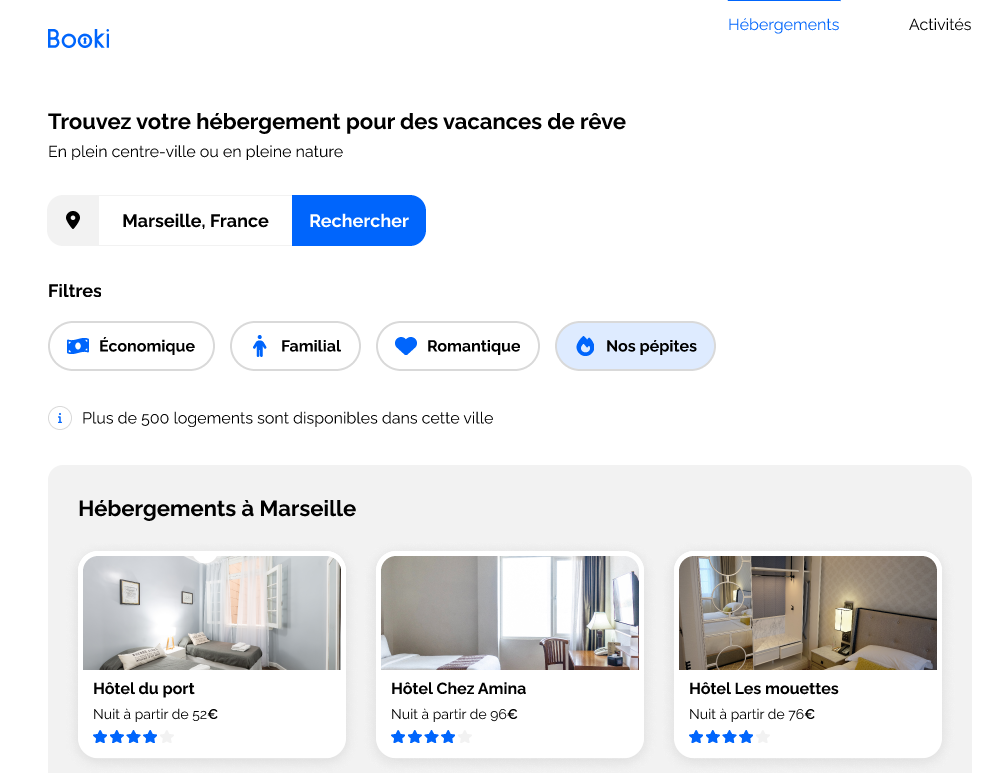 Booki
Hébergements
Activités
Trouvez votre hébergement pour des vacances de rêve
En plein centre-ville ou en pleine nature
Marseille, France
Rechercher
Filtres
Économique
Familial
Romantique
Nos pépites
i
Plus de 500 logements sont disponibles dans cette ville
Hébergements à Marseille
Hôtel du port
Nuit à partir de 52€
Hôtel Chez Amina
Nuit à partir de 96€
Hôtel Les mouettes
Nuit à partir de 76€